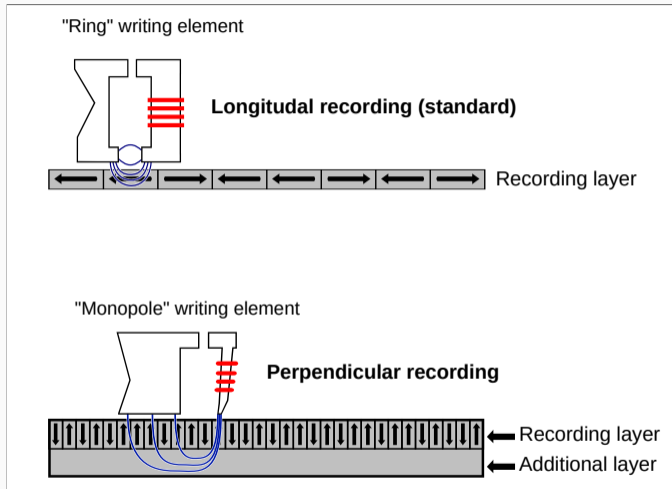 "Ring" writing element
Longitudal recording (standard)
Recording layer
"Monopole" writing element
Perpendicular recording
Recording layer
Additional layer